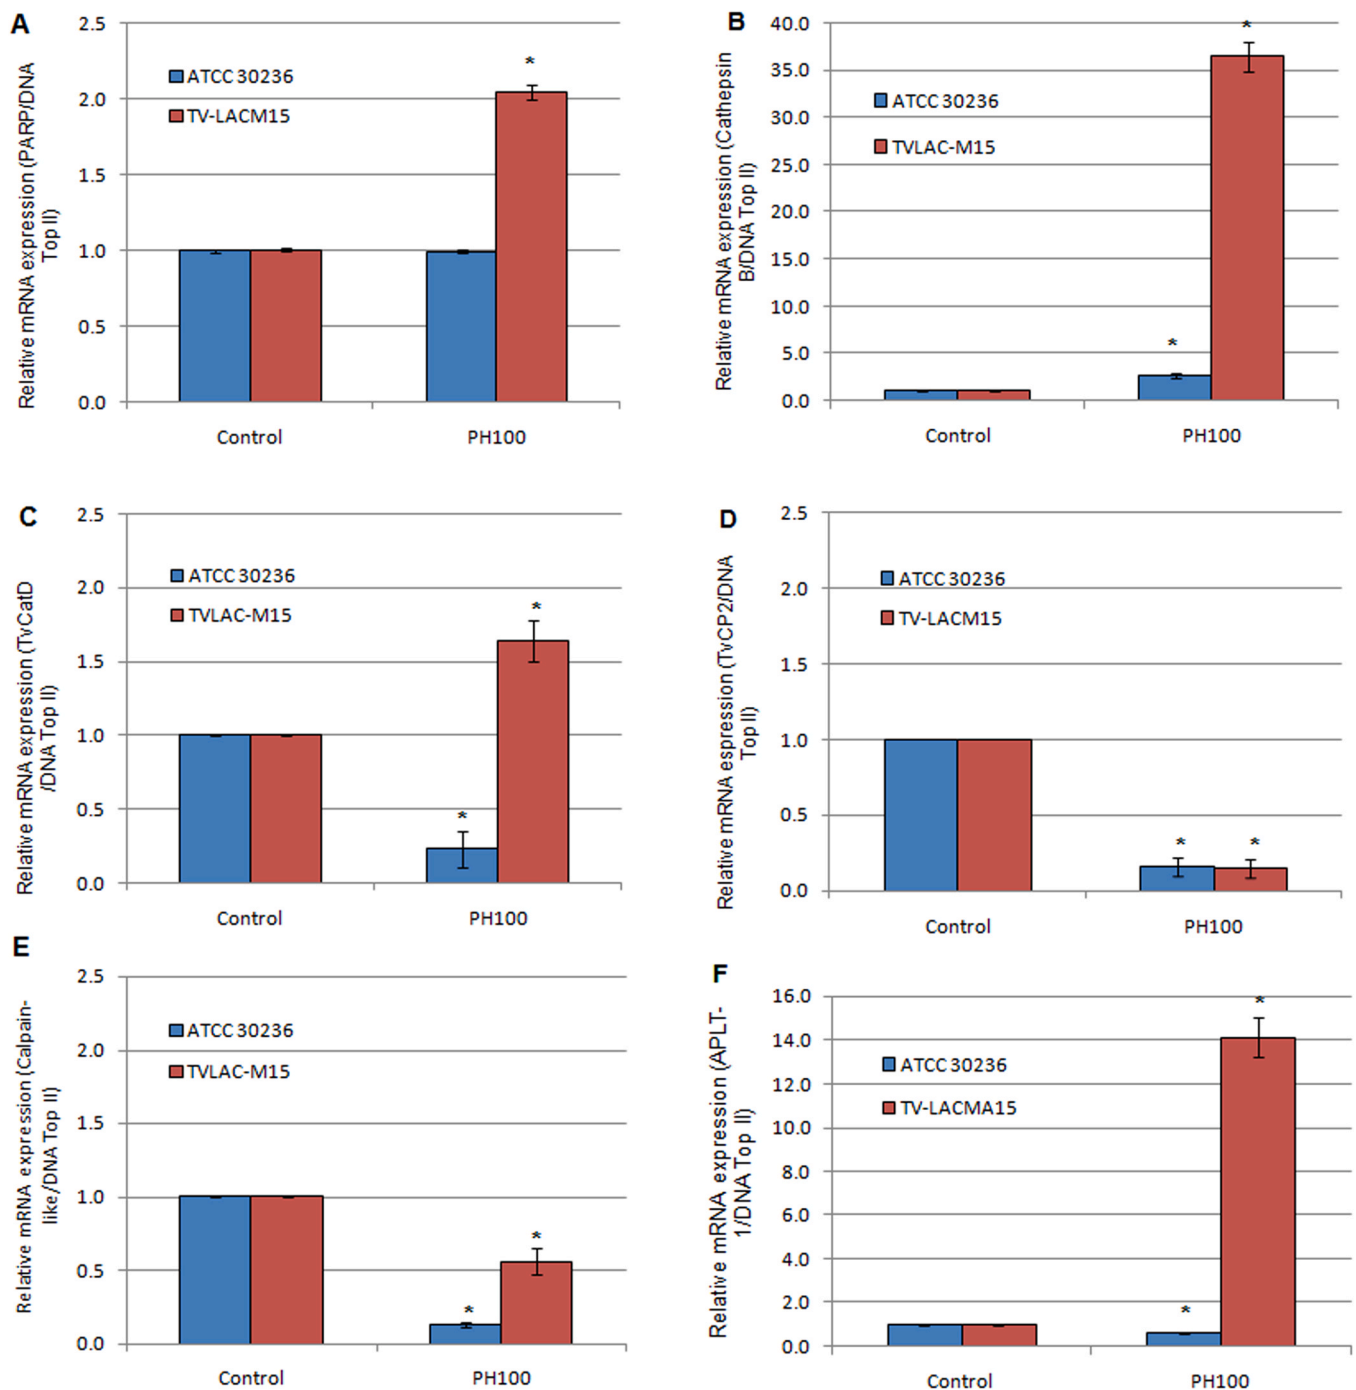 A
Relative mRNA expression (PARP/DNA
Top II)
2.5
2.0
1.5
1.0
0.5
0.0
ATCC 30236
TV-LACM15
*
Control
PH100
B
Relative mRNA expression (Cathepsin
B/DNA Top II)
40.0
35.0
30.0
25.0
20.0
15.0
10.0
5.0
0.0
ATCC 30236
TVLAC-M15
*
*
Control
PH100
C
Relative mRNA expression (TvCatD
/DNA Top II)
2.5
2.0
1.5
1.0
0.5
0.0
ATCC 30236
TVLAC-M15
*
*
Control
PH100
D
Relative mRNA espression (TvCP2/DNA
Top II)
2.5
2.0
1.5
1.0
0.5
0.0
ATCC 30236
TV-LACM15
*
*
Control
PH100
E
Relative mRNA expression (Calpain-
like/DNA Top II)
2.5
2.0
1.5
1.0
0.5
0.0
ATCC 30236
TVLAC-M15
*
*
Control
PH100
F
Relative mRNA expression (APLT-
1/DNA Top II)
16.0
14.0
12.0
10.0
8.0
6.0
4.0
2.0
0.0
ATCC 30236
TV-LACMA15
*
*
Control
PH100